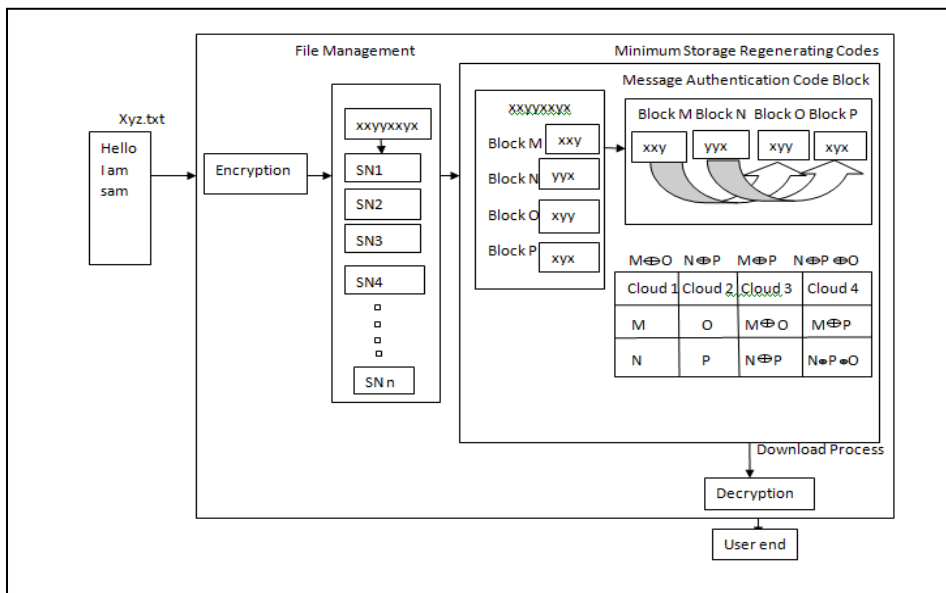 File Management
Minimum Storage Regenerating Codes
Message Authentication Code Block
Xyz.txt
Hello
I am
sam
Encryption
xxyyxxyx
SN1
SN2
SN3
SN4
SN n
xxyyxxyx
Block M
xxy
Block N
yyx
Block O
xyy
Block P
xyx
Block M Block N Block O Block P
xxy yyx xyy xyx
M⊕O N⊕P M⊕P N⊕P ⊕O
Cloud 1 Cloud 2 Cloud 3 Cloud 4
M O M⊕O M⊕P
N P N⊕P N⊕P⊕O
Download Process
Decryption
User end